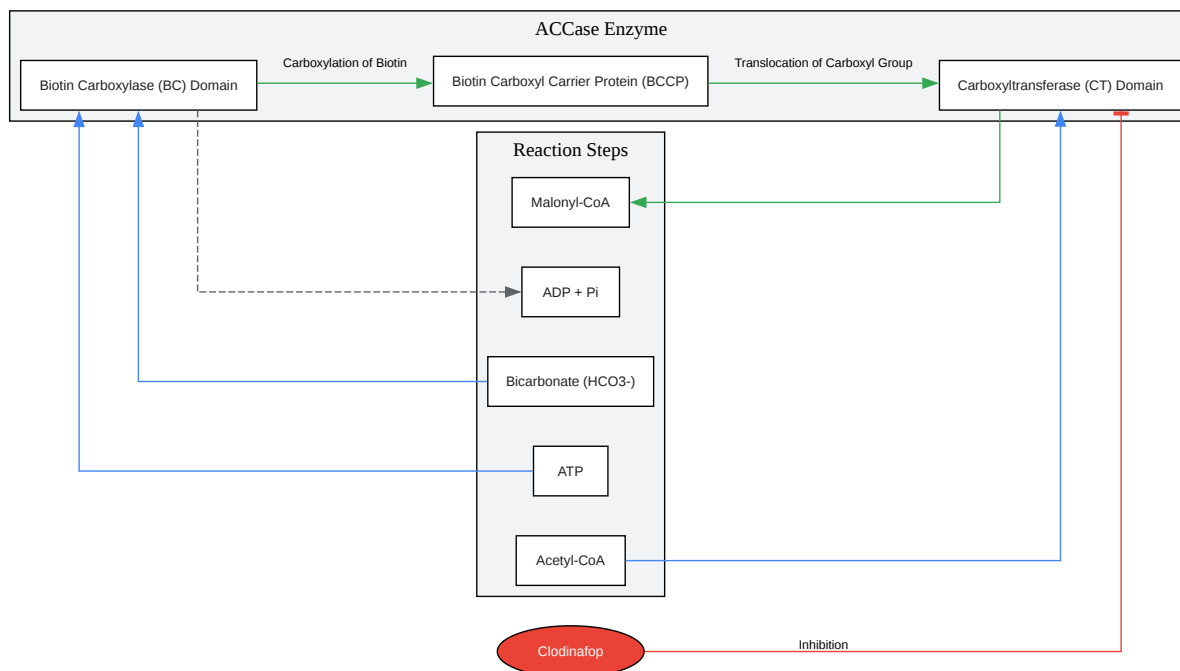 ACCase Enzyme
Carboxylation of Biotin
Translocation of Carboxyl Group
Biotin Carboxylase (BC) Domain
Biotin Carboxyl Carrier Protein (BCCP)
Carboxyltransferase (CT) Domain
Reaction Steps
Malonyl-CoA
ADP + Pi
Bicarbonate (HCO3-)
ATP
Acetyl-CoA
Clodinafop
Inhibition